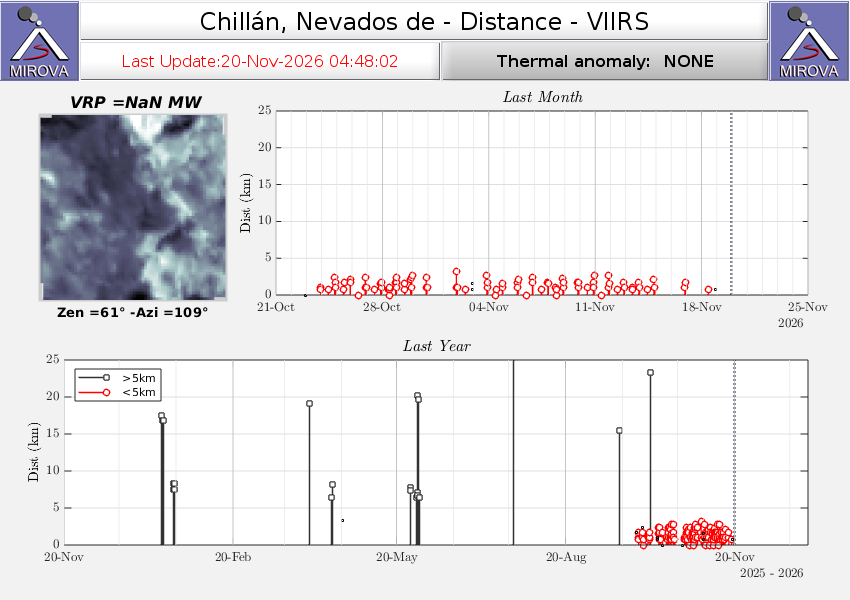 Chillán, Nevados de - Distance - VIIRS
MIROVA
Last Update:20-Nov-2026 04:48:02
Thermal anomaly: NONE
MIROVA
VRP =NaN MW
Zen =61° -Azi =109°
Last Month
Dist (km)
25
20
15
10
5
0
21-Oct 28-Oct 04-Nov 11-Nov 18-Nov 25-Nov
2026
Last Year
Dist (km)
25
20
15
10
5
0
>5km
<5km
20-Nov 20-Feb 20-May 20-Aug 20-Nov
2025 - 2026